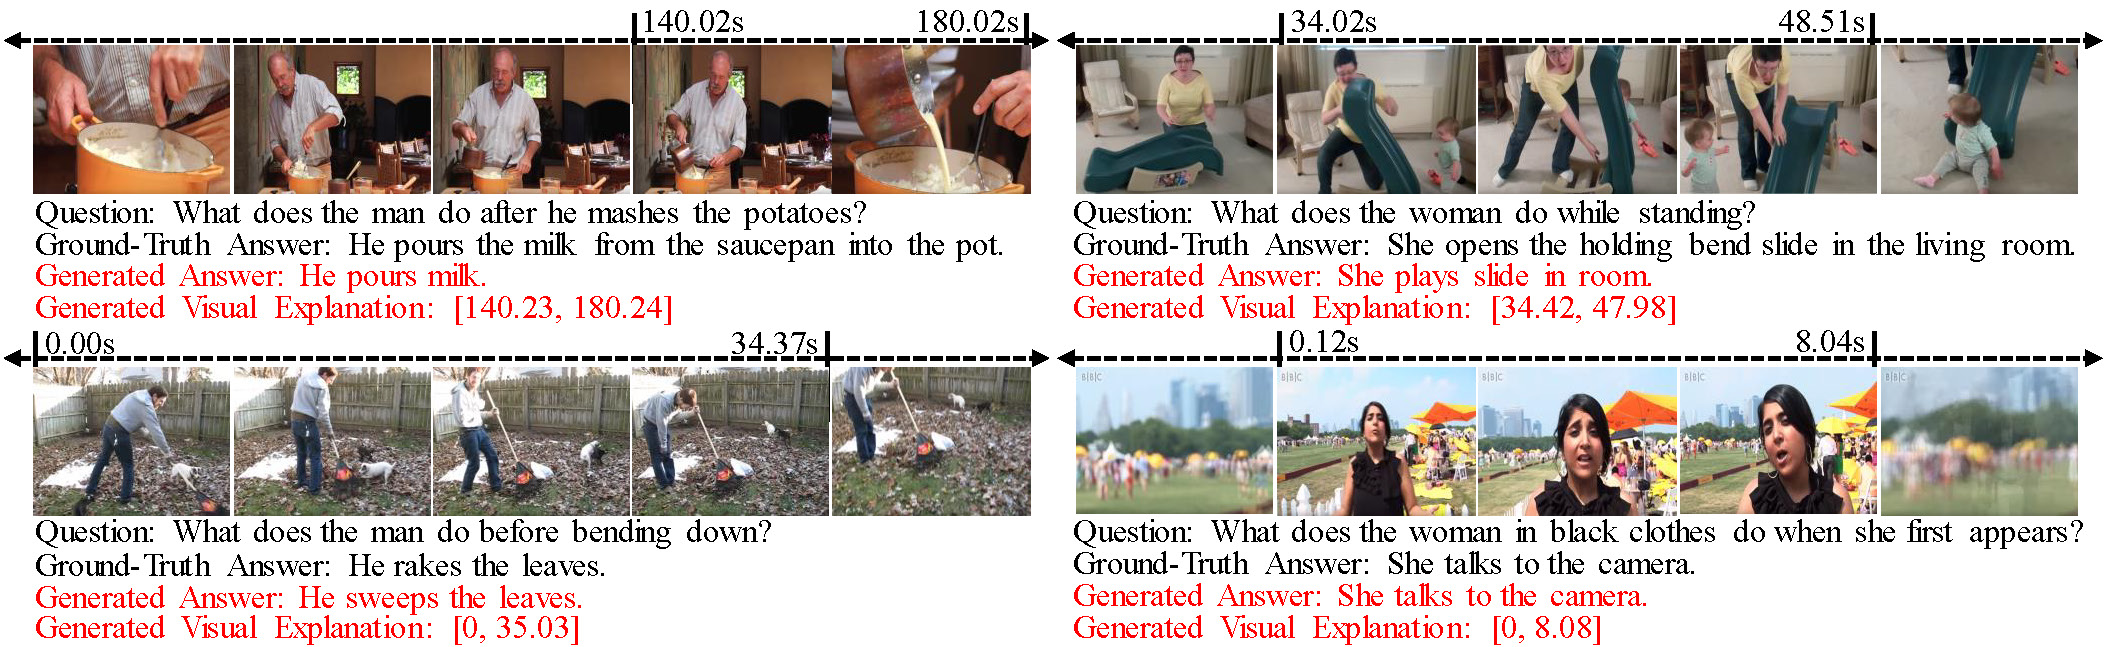 140.02s 180.02s
Question: What does the man do after he mashes the potatoes?
Ground-Truth Answer: He pours the milk from the saucepan into the pot.
Generated Answer: He pours milk.
Generated Visual Explanation: [140.23, 180.24]
34.02s 48.51s
Question: What does the woman do while standing?
Ground-Truth Answer: She opens the holding bend slide in the living room.
Generated Answer: She plays slide in room.
Generated Visual Explanation: [34.42, 47.98]
0.00s 34.37s
Question: What does the man do before bending down?
Ground-Truth Answer: He rakes the leaves.
Generated Answer: He sweeps the leaves.
Generated Visual Explanation: [0, 35.03]
0.12s 8.04s
BBC BBC BBC BBC BBC
Question: What does the woman in black clothes do when she first appears?
Ground-Truth Answer: She talks to the camera.
Generated Answer: She talks to the camera.
Generated Visual Explanation: [0, 8.08]